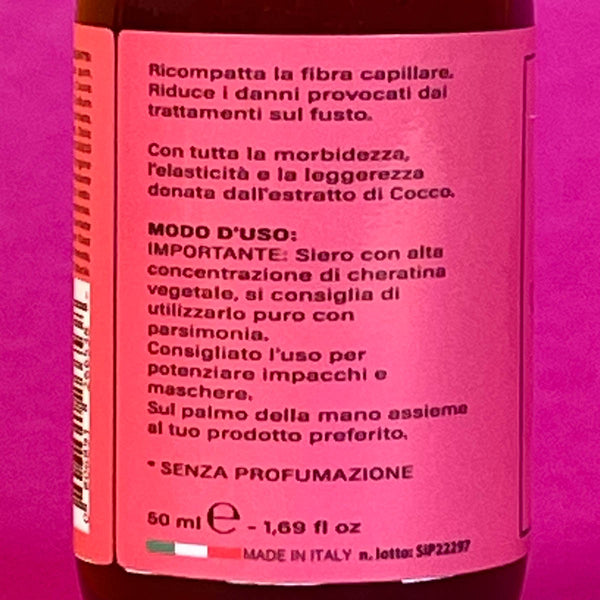 Ricompatta la fibra capillare.
Riduce i danni provocati dai
trattamenti sul fusto.
Con tutta la morbidezza,
l'elasticità e la leggerezza
donata dall'estratto di Cocco.
MODO D'USO:
IMPORTANTE: Siero con alta
concentrazione di cheratina
vegetale, si consiglia di
utilizzarlo puro con
parsimonia.
Consigliato l'uso per
potenziare impacchi e
maschere.
Sul palmo della mano assieme
al tuo prodotto preferito.
* SENZA PROFUMAZIONE
50 ml e - 1,69 fl oz
MADE IN ITALY n. lotto: SIP22297